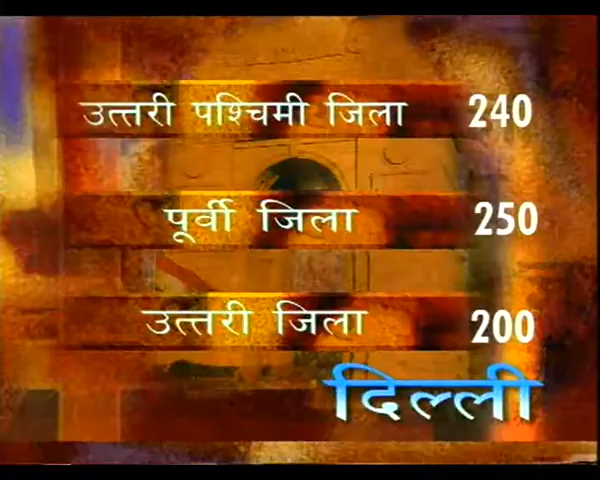 उत्तरी पश्चिमी जिला 240
पूर्वी जिला 250
उत्तरी जिला 200
दिल्ली